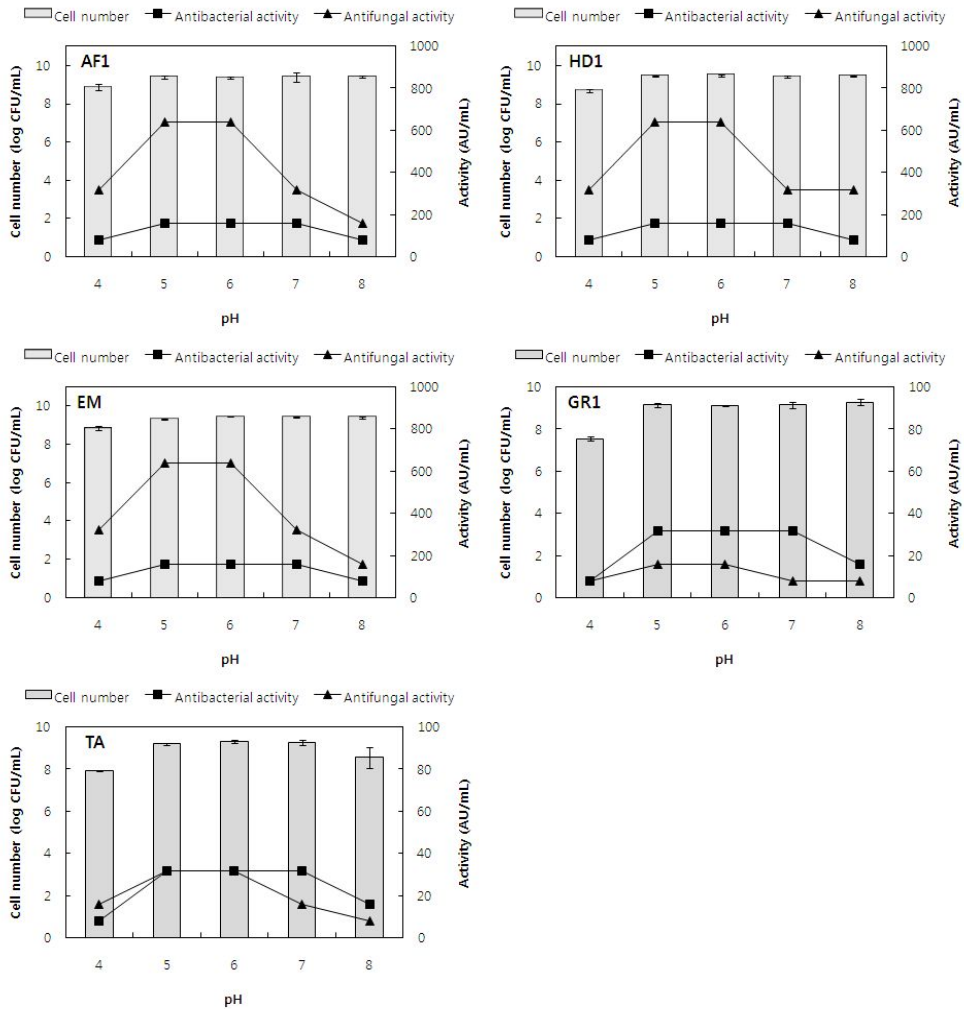 Cell number Antibacterial activity Antifungal activity
AF1
Cell number (log CFU/mL)
10
8
6
4
2
0
1000
800
600
400
200
0
Activity (AU/mL)
4 5 6 7 8
pH
Cell number Antibacterial activity Antifungal activity
HD1
Cell number (log CFU/mL)
10
8
6
4
2
0
1000
800
600
400
200
0
Activity (AU/mL)
4 5 6 7 8
pH
Cell number Antibacterial activity Antifungal activity
EM
Cell number (log CFU/mL)
10
8
6
4
2
0
1000
800
600
400
200
0
Activity (AU/mL)
4 5 6 7 8
pH
Cell number Antibacterial activity Antifungal activity
GR1
Cell number (log CFU/mL)
10
8
6
4
2
0
100
80
60
40
20
0
Activity (AU/mL)
4 5 6 7 8
pH
Cell number Antibacterial activity Antifungal activity
TA
Cell number (log CFU/mL)
10
8
6
4
2
0
100
80
60
40
20
0
Activity (AU/mL)
4 5 6 7 8
pH